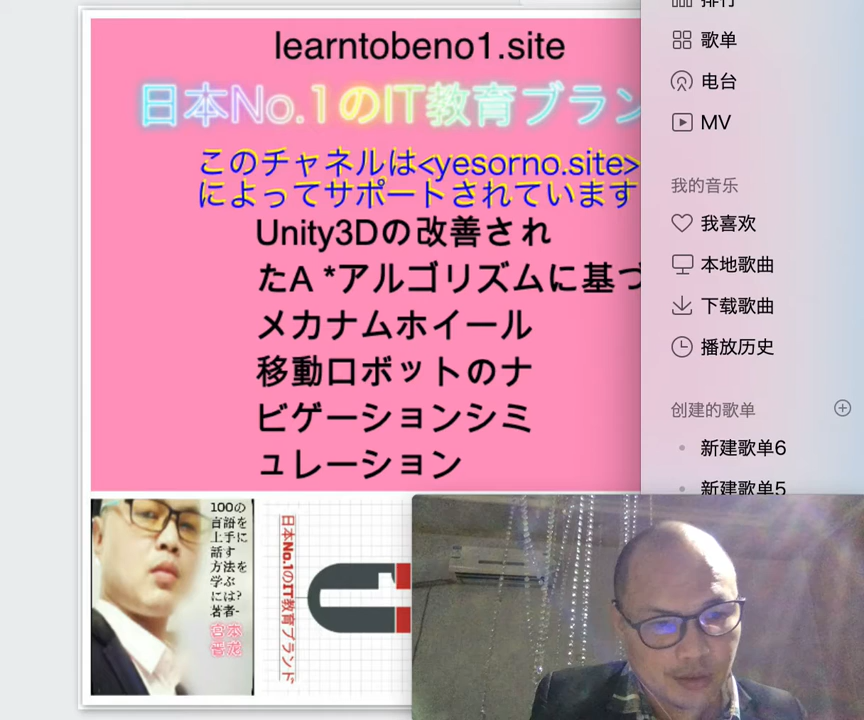 learntobeno1.site
日本No.1のIT教育ブラン
このチャネルは<yesorno.site>
によってサポートされています
Unity3Dの改善され
たA *アルゴリズムに基づ
メカナムホイール
移動ロボットのナ
ビゲーションシミ
ュレーション
100の
言語を
上手に
話す
方法を
学ぶ
には?
著者-
宮本
晋龙
日本No.1のIT教育ブランド
排行
歌单
电台
MV
我的音乐
我喜欢
本地歌曲
下载歌曲
播放历史
创建的歌单
新建歌单6
新建歌单5